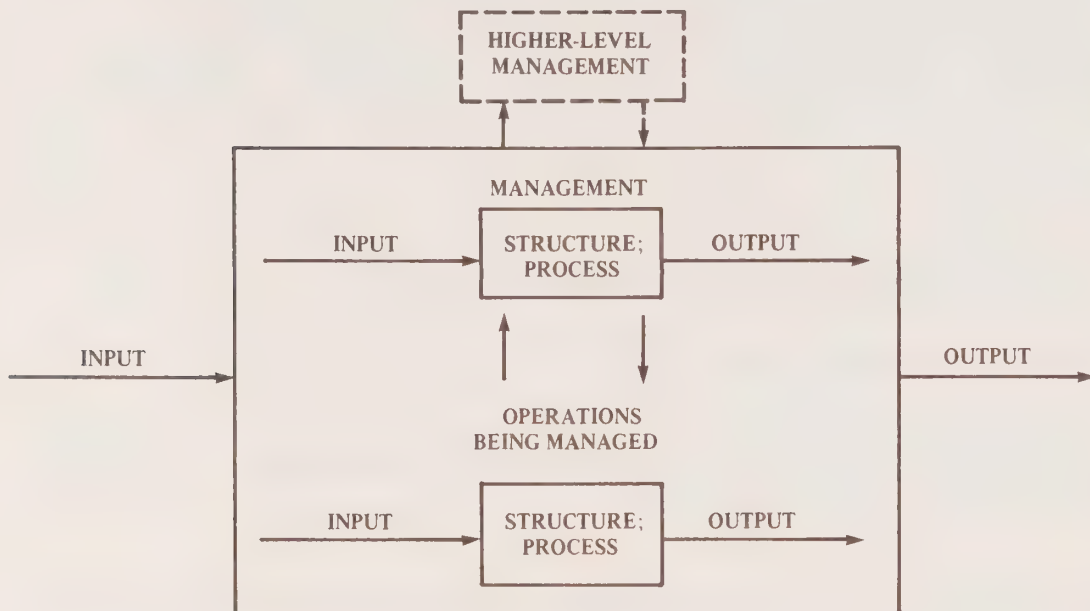 HIGHER-LEVEL
MANAGEMENT
MANAGEMENT
INPUT
STRUCTURE;
PROCESS
OUTPUT
INPUT
OUTPUT
OPERATIONS
BEING MANAGED
INPUT
STRUCTURE;
PROCESS
OUTPUT